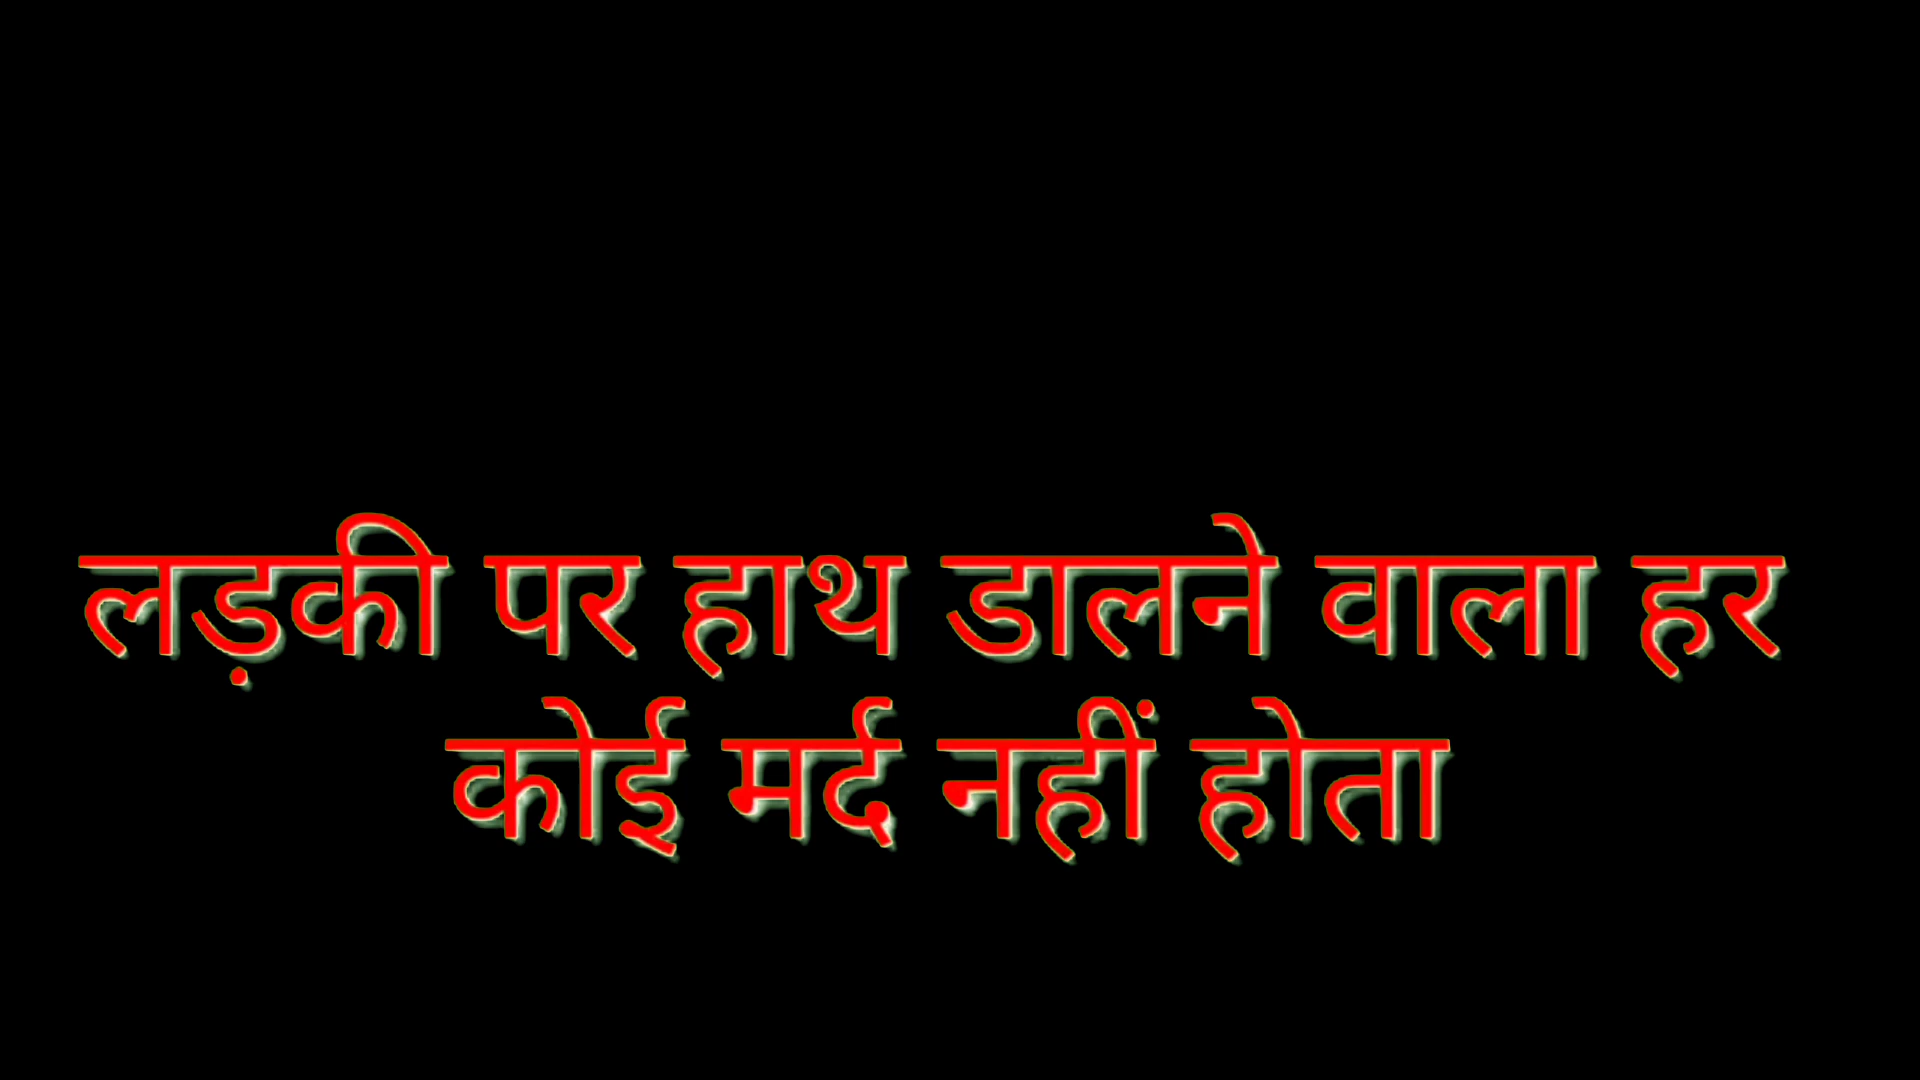 लड़की पर हाथ डालने वाला हर
कोई मर्द नहीं होता